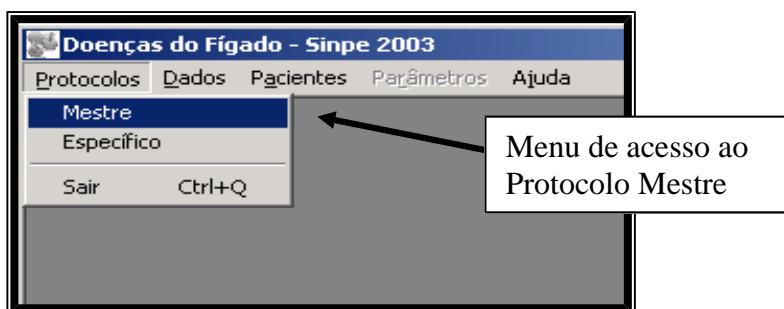 Doenças do Fígado - Sinpe 2003
Protocolos Dados Pacientes Parâmetros Ajuda
Mestre
Específico
Sair Ctrl+Q
Menu de acesso ao
Protocolo Mestre